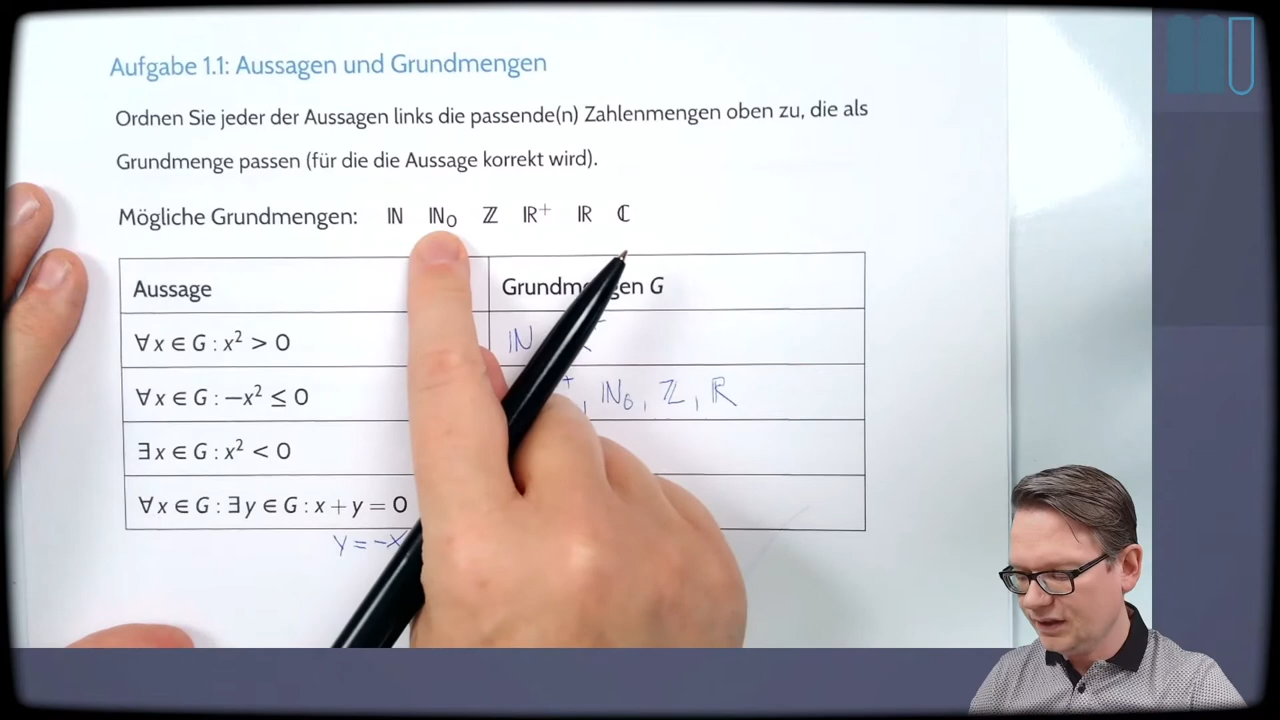 Aufgabe 1.1: Aussagen und Grundmengen
Ordnen Sie jeder der Aussagen links die passende(n) Zahlenmengen oben zu, die als
Grundmenge passen (für die die Aussage korrekt wird).
Mögliche Grundmengen: ℕ ℕ₀ ℤ ℝ⁺ ℝ ℂ
Aussage
∀x ∈ G : x² > 0 ℕ
∀x ∈ G : −x² ≤ 0 , ℕ₀, ℤ, ℝ
∃x ∈ G : x² < 0
∀x ∈ G : ∃y ∈ G : x + y = 0
y = −x